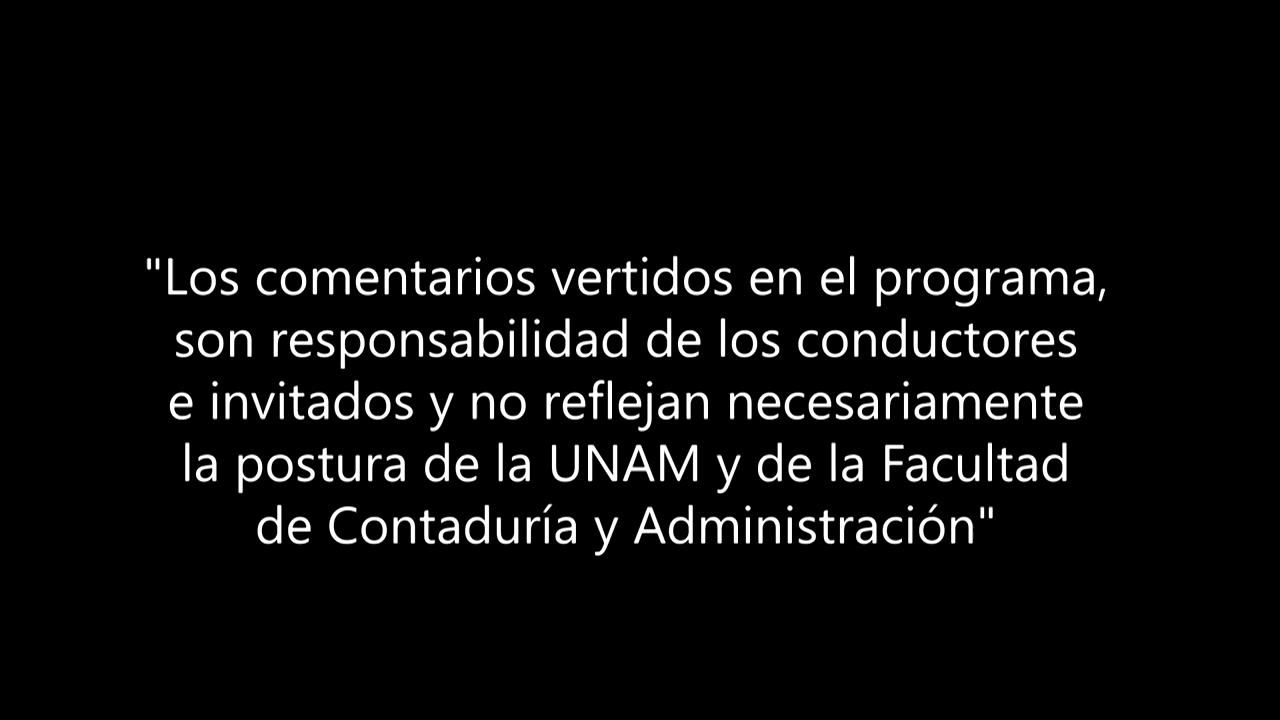 "Los comentarios vertidos en el programa,
son responsabilidad de los conductores
e invitados y no reflejan necesariamente
la postura de la UNAM y de la Facultad
de Contaduría y Administración"